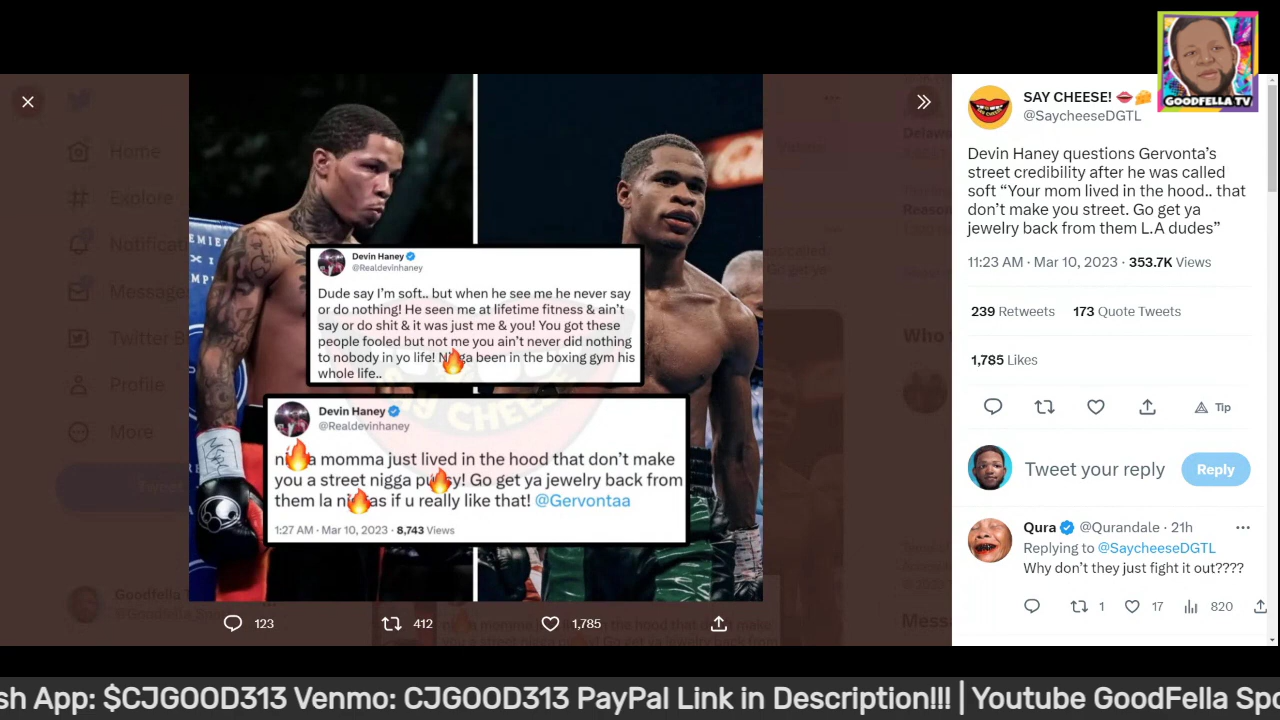 GOODFELLA TV
SAY CHEESE! 👄🧀
@SaycheeseDGTL
Devin Haney questions Gervonta’s
street credibility after he was called
soft “Your mom lived in the hood.. that
don’t make you street. Go get ya
jewelry back from them L.A dudes”
11:23 AM · Mar 10, 2023 · 353.7K Views
239 Retweets 173 Quote Tweets
1,785 Likes
Tip
Tweet your reply
Reply
Qura @Qurandale · 21h
Replying to @SaycheeseDGTL
Why don’t they just fight it out????
1 17 820
Home
Explore
Notificat
Message
Twitter B
Profile
More
Tweet
Goodfella T
Devin Haney
@Realdevinhaney
Dude say I’m soft.. but when he see me he never say
or do nothing! He seen me at lifetime fitness & ain’t
say or do shit & it was just me & you! You got these
people fooled but not me you ain’t never did nothing
to nobody in yo life! N🔥ga been in the boxing gym his
whole life..
Devin Haney
@Realdevinhaney
ni🔥a momma just lived in the hood that don’t make
you a street nigga pu🔥sy! Go get ya jewelry back from
them la ni🔥as if u really like that! @Gervontaa
1:27 AM · Mar 10, 2023 · 8,743 Views
123 412 1,785
sh App: $CJGOOD313 Venmo: CJGOOD313 PayPal Link in Description!!! | Youtube GoodFella Spo